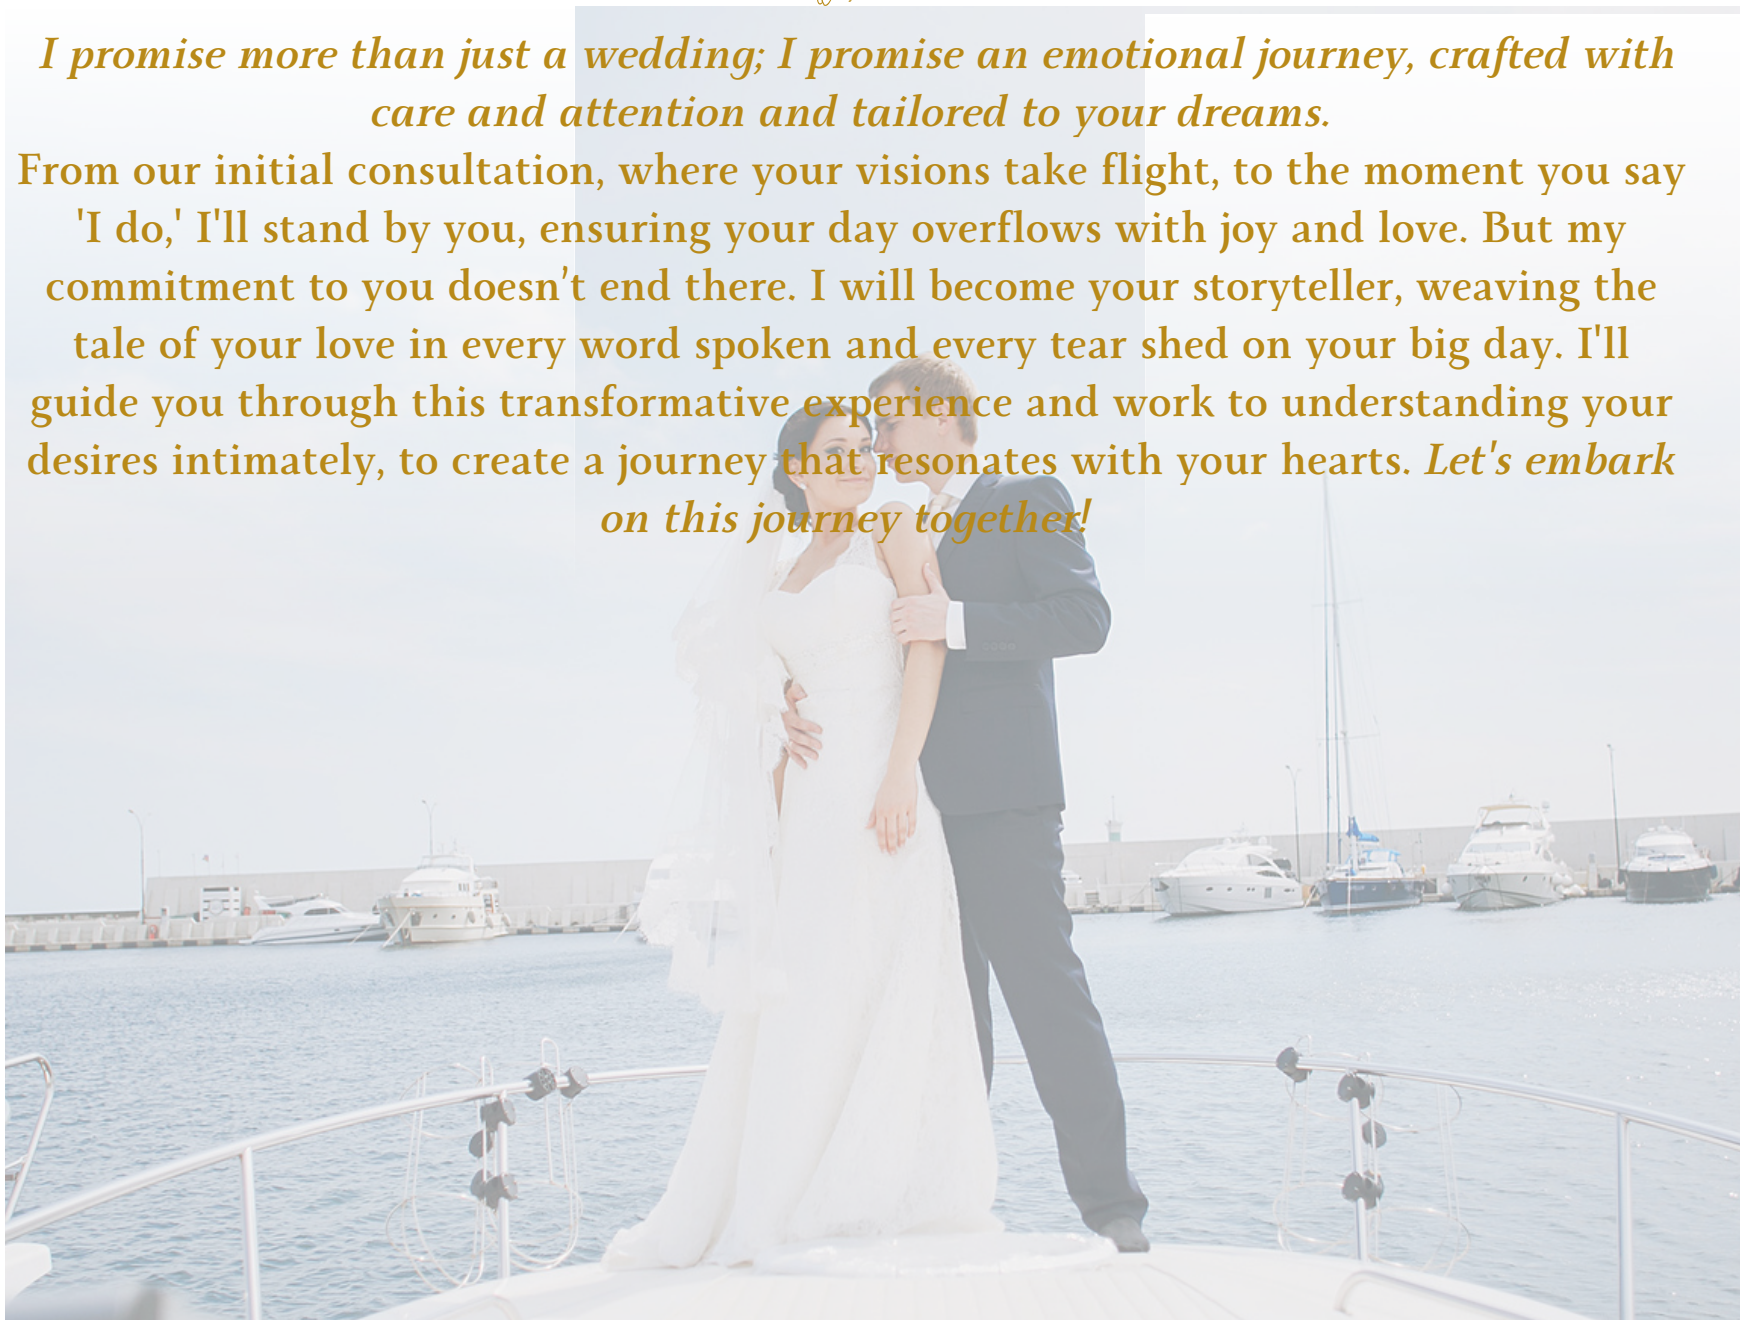 I promise more than just a wedding; I promise an emotional journey, crafted with
care and attention and tailored to your dreams.
From our initial consultation, where your visions take flight, to the moment you say
'I do,' I'll stand by you, ensuring your day overflows with joy and love. But my
commitment to you doesn't end there. I will become your storyteller, weaving the
tale of your love in every word spoken and every tear shed on your big day. I'll
guide you through this transformative experience and work to understanding your
desires intimately, to create a journey that resonates with your hearts. Let's embark
on this journey together!